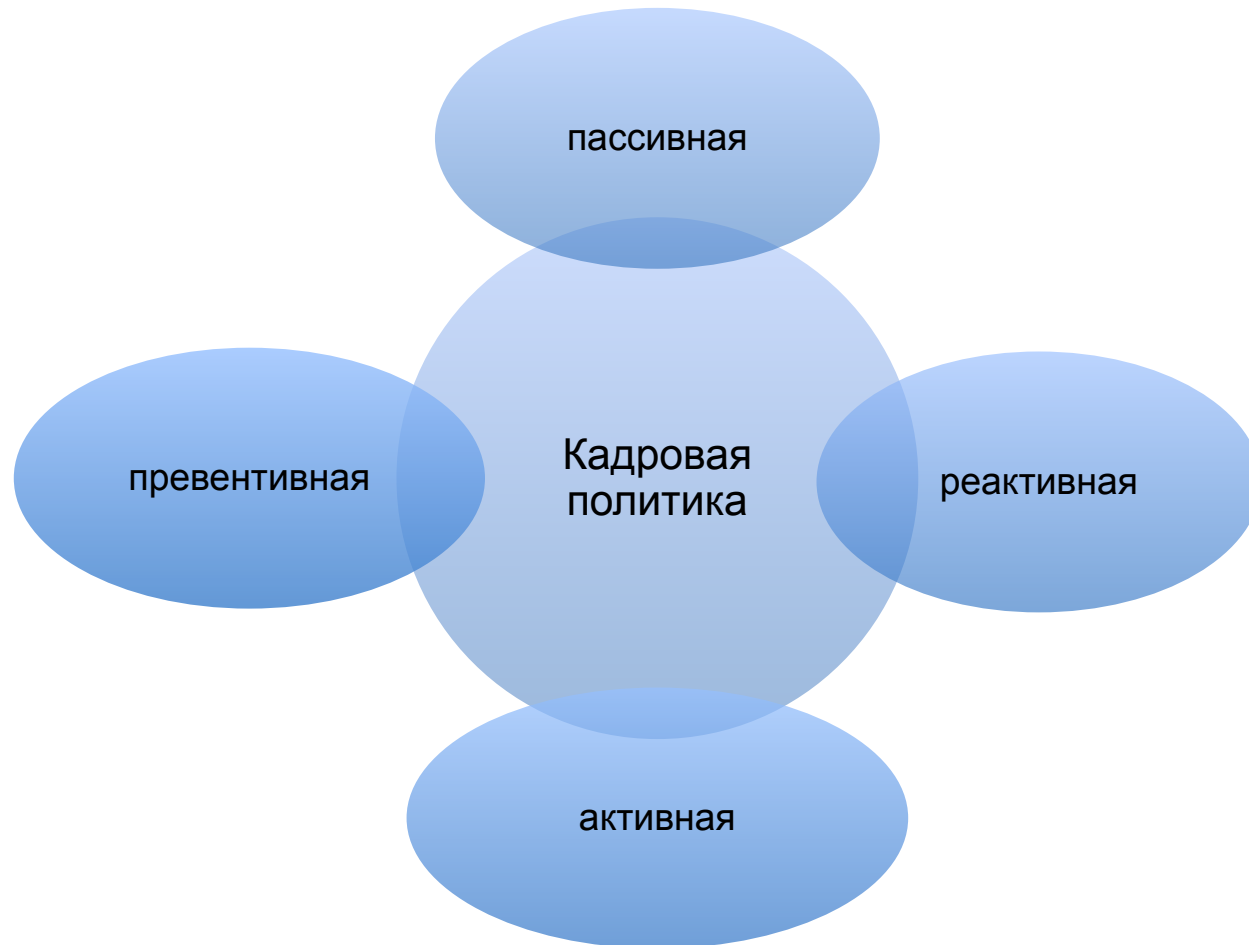 пассивная
превентивная
Кадровая
политика
реактивная
активная